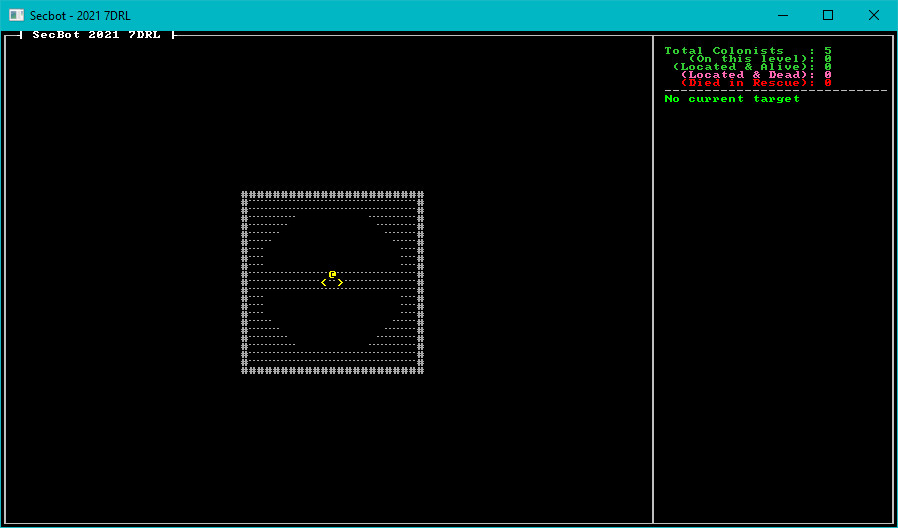 Secbot - 2021 7DRL
SecBot 2021 7DRL
Total Colonists   : 5
(On this level): 0
(Located & Alive): 0
(Located & Dead): 0
(Died in Rescue): 0
No current target